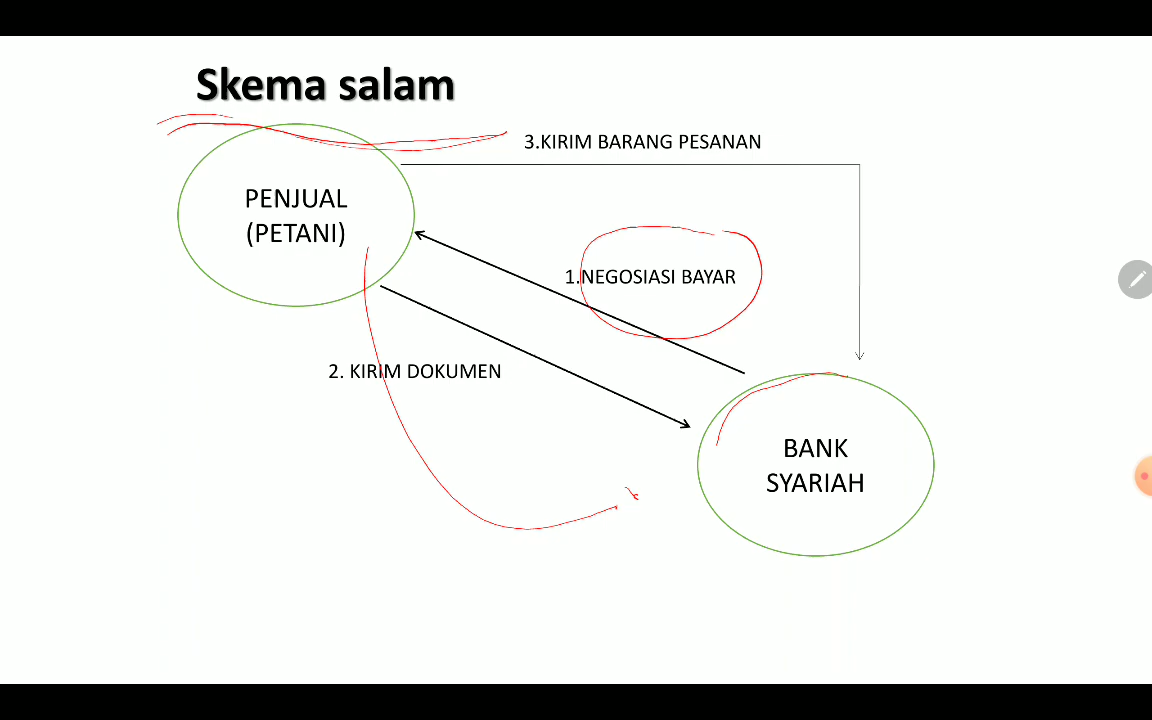 Skema salam
3.KIRIM BARANG PESANAN
PENJUAL
(PETANI)
1.NEGOSIASI BAYAR
2. KIRIM DOKUMEN
BANK
SYARIAH